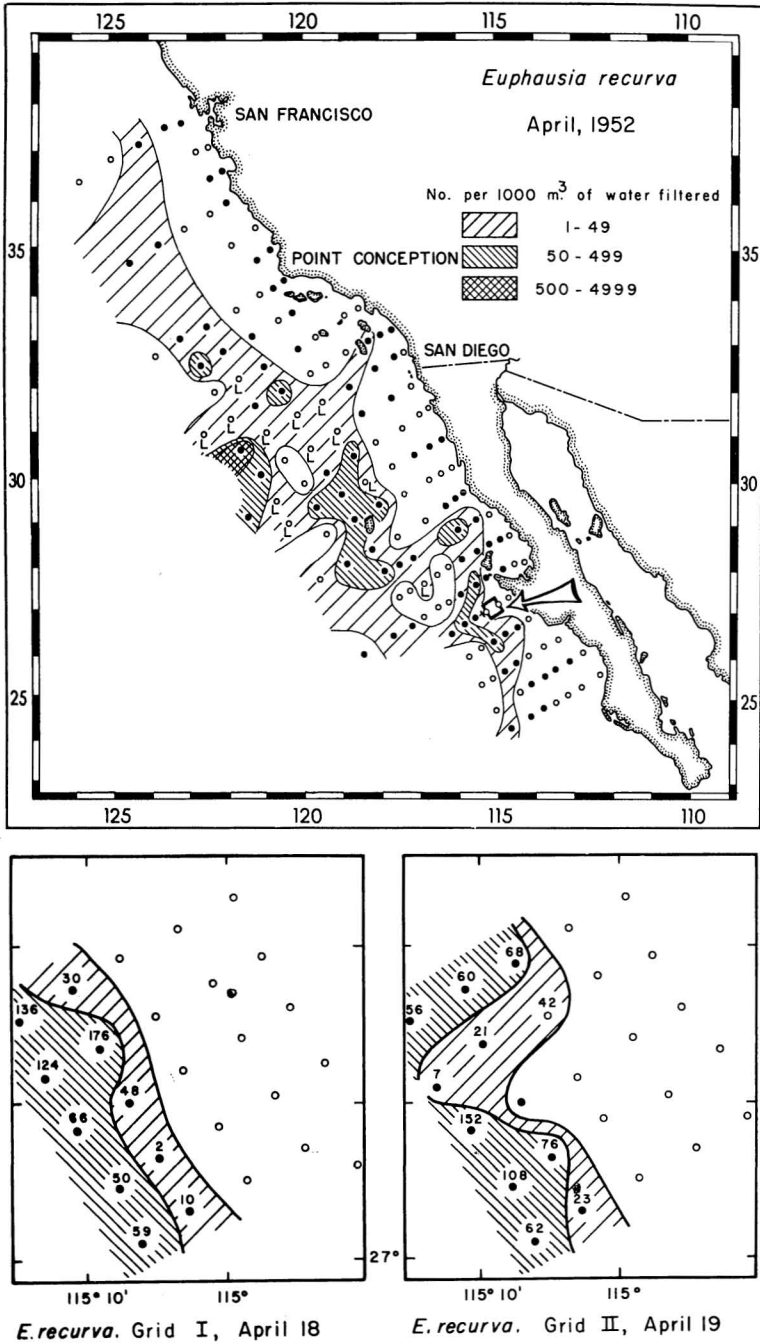 125 120 115 110
Euphausia recurva
April, 1952
SAN FRANCISCO
No. per 1000 m.3 of water filtered
1-49
50-499
500-4999
35 35
POINT CONCEPTION
SAN DIEGO
L
L
L L L
L L
L
L
L
L
30 30
L
25 25
125 120 115 110
30
136
176
124
48
66
2
50
10
59
115° 10' 115°
E. recurva. Grid I, April 18
68
60
56
42
21
7
152
76
108
23
62
27°
115° 10' 115°
E. recurva. Grid II, April 19